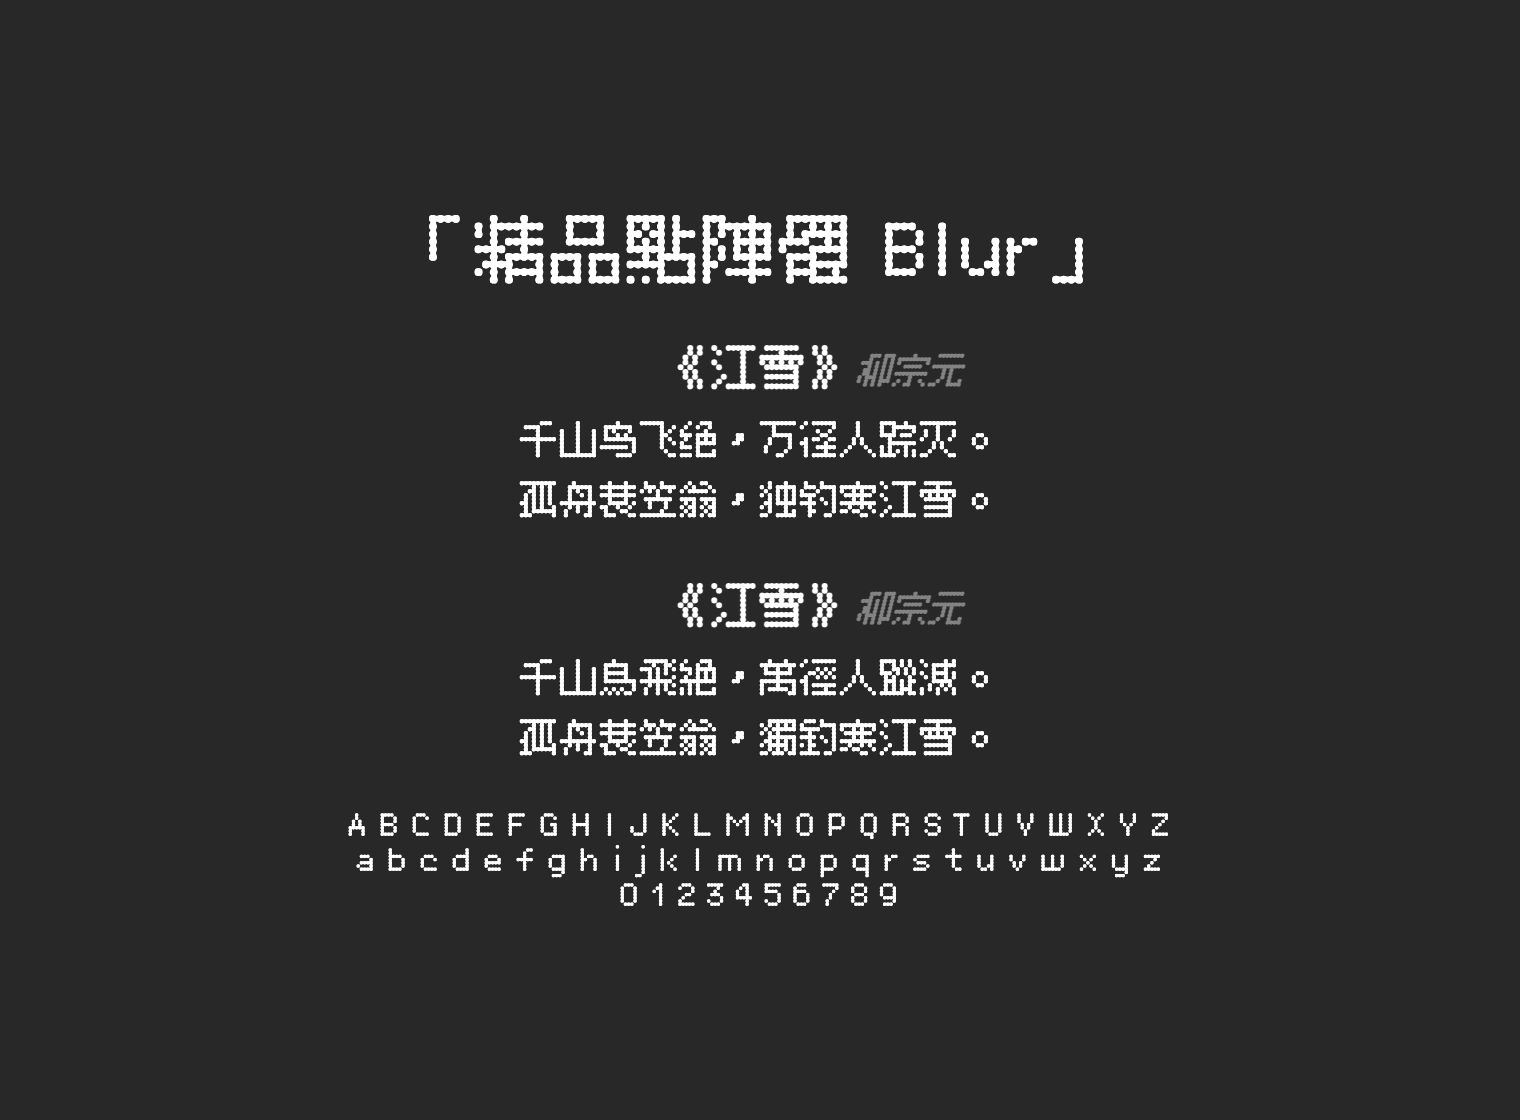 「精品點陣體 Blur」
《江雪》柳宗元
千山鸟飞绝，万径人踪灭。
孤舟蓑笠翁，独钓寒江雪。
《江雪》柳宗元
千山鳥飛絕，萬徑人蹤滅。
孤舟蓑笠翁，獨釣寒江雪。
A B C D E F G H I J K L M N O P Q R S T U V W X Y Z
a b c d e f g h i j k l m n o p q r s t u v w x y z
0 1 2 3 4 5 6 7 8 9